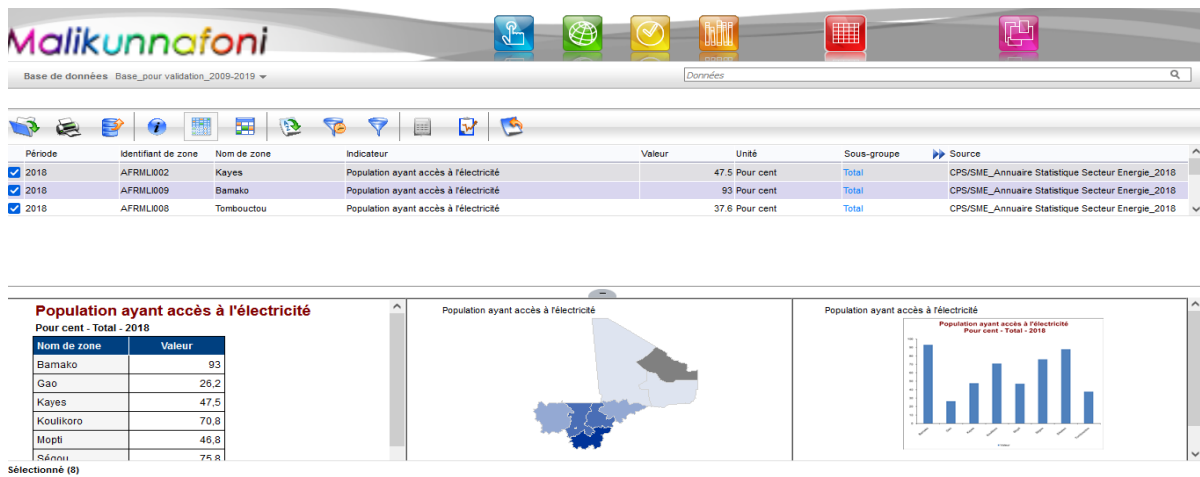 Malikunnafoni
Base de données Base_pour validation_2009-2019
Données
Période Identifiant de zone Nom de zone Indicateur Valeur Unité Sous-groupe Source
2018 AFRMLI002 Kayes Population ayant accès à l'électricité 47.5 Pour cent Total CPS/SME_Annuaire Statistique Secteur Energie_2018
2018 AFRMLI009 Bamako Population ayant accès à l'électricité 93 Pour cent Total CPS/SME_Annuaire Statistique Secteur Energie_2018
2018 AFRMLI008 Tombouctou Population ayant accès à l'électricité 37.6 Pour cent Total CPS/SME_Annuaire Statistique Secteur Energie_2018
Population ayant accès à l'électricité
Pour cent - Total - 2018
Nom de zone Valeur
Bamako 93
Gao 26,2
Kayes 47,5
Koulikoro 70,8
Mopti 46,8
Ségou 75,8
Population ayant accès à l'électricité
Population ayant accès à l'électricité
Population ayant accès à l'électricité
Pour cent - Total - 2018
Sélectionné (8)